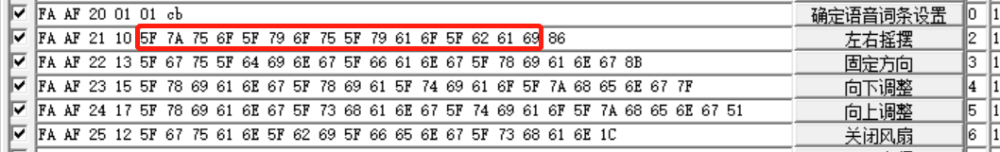 FA AF 20 01 01 cb 确定语音词条设置 0 1
FA AF 21 10 5F 7A 75 6F 5F 79 6F 75 5F 79 61 6F 5F 62 61 69 86 左右摇摆 2 1
FA AF 22 13 5F 67 75 5F 64 69 6E 67 5F 66 61 6E 67 5F 78 69 61 6E 67 8B 固定方向 3 1
FA AF 23 15 5F 78 69 61 6E 67 5F 78 69 61 5F 74 69 61 6F 5F 7A 68 65 6E 67 7F 向下调整 4 1
FA AF 24 17 5F 78 69 61 6E 67 5F 73 68 61 6E 67 5F 74 69 61 6F 5F 7A 68 65 6E 67 51 向上调整 5 1
FA AF 25 12 5F 67 75 61 6E 5F 62 69 5F 66 65 6E 67 5F 73 68 61 6E 1C 关闭风扇 6 1